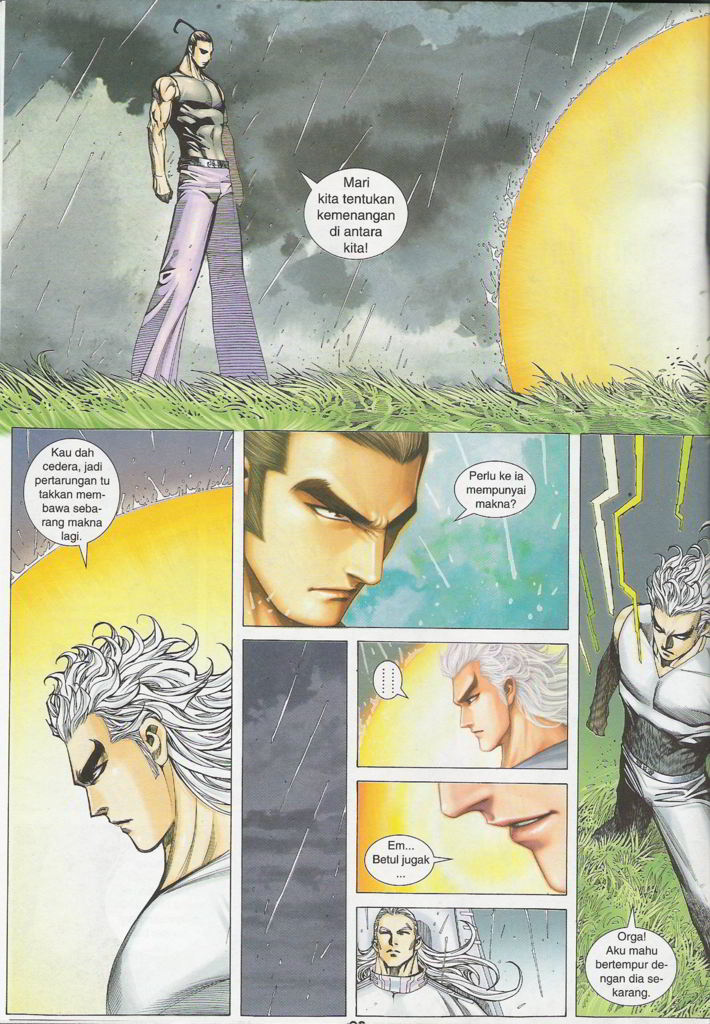 Mari
kita tentukan
kemenangan
di antara
kita!
Kau dah
cedera, jadi
pertarungan tu
takkan mem-
bawa seba-
rang makna
lagi.
Perlu ke ia
mempunyai
makna?
......
Em...
Betul jugak
...
Orga!
Aku mahu
bertempur de-
ngan dia se-
karang.